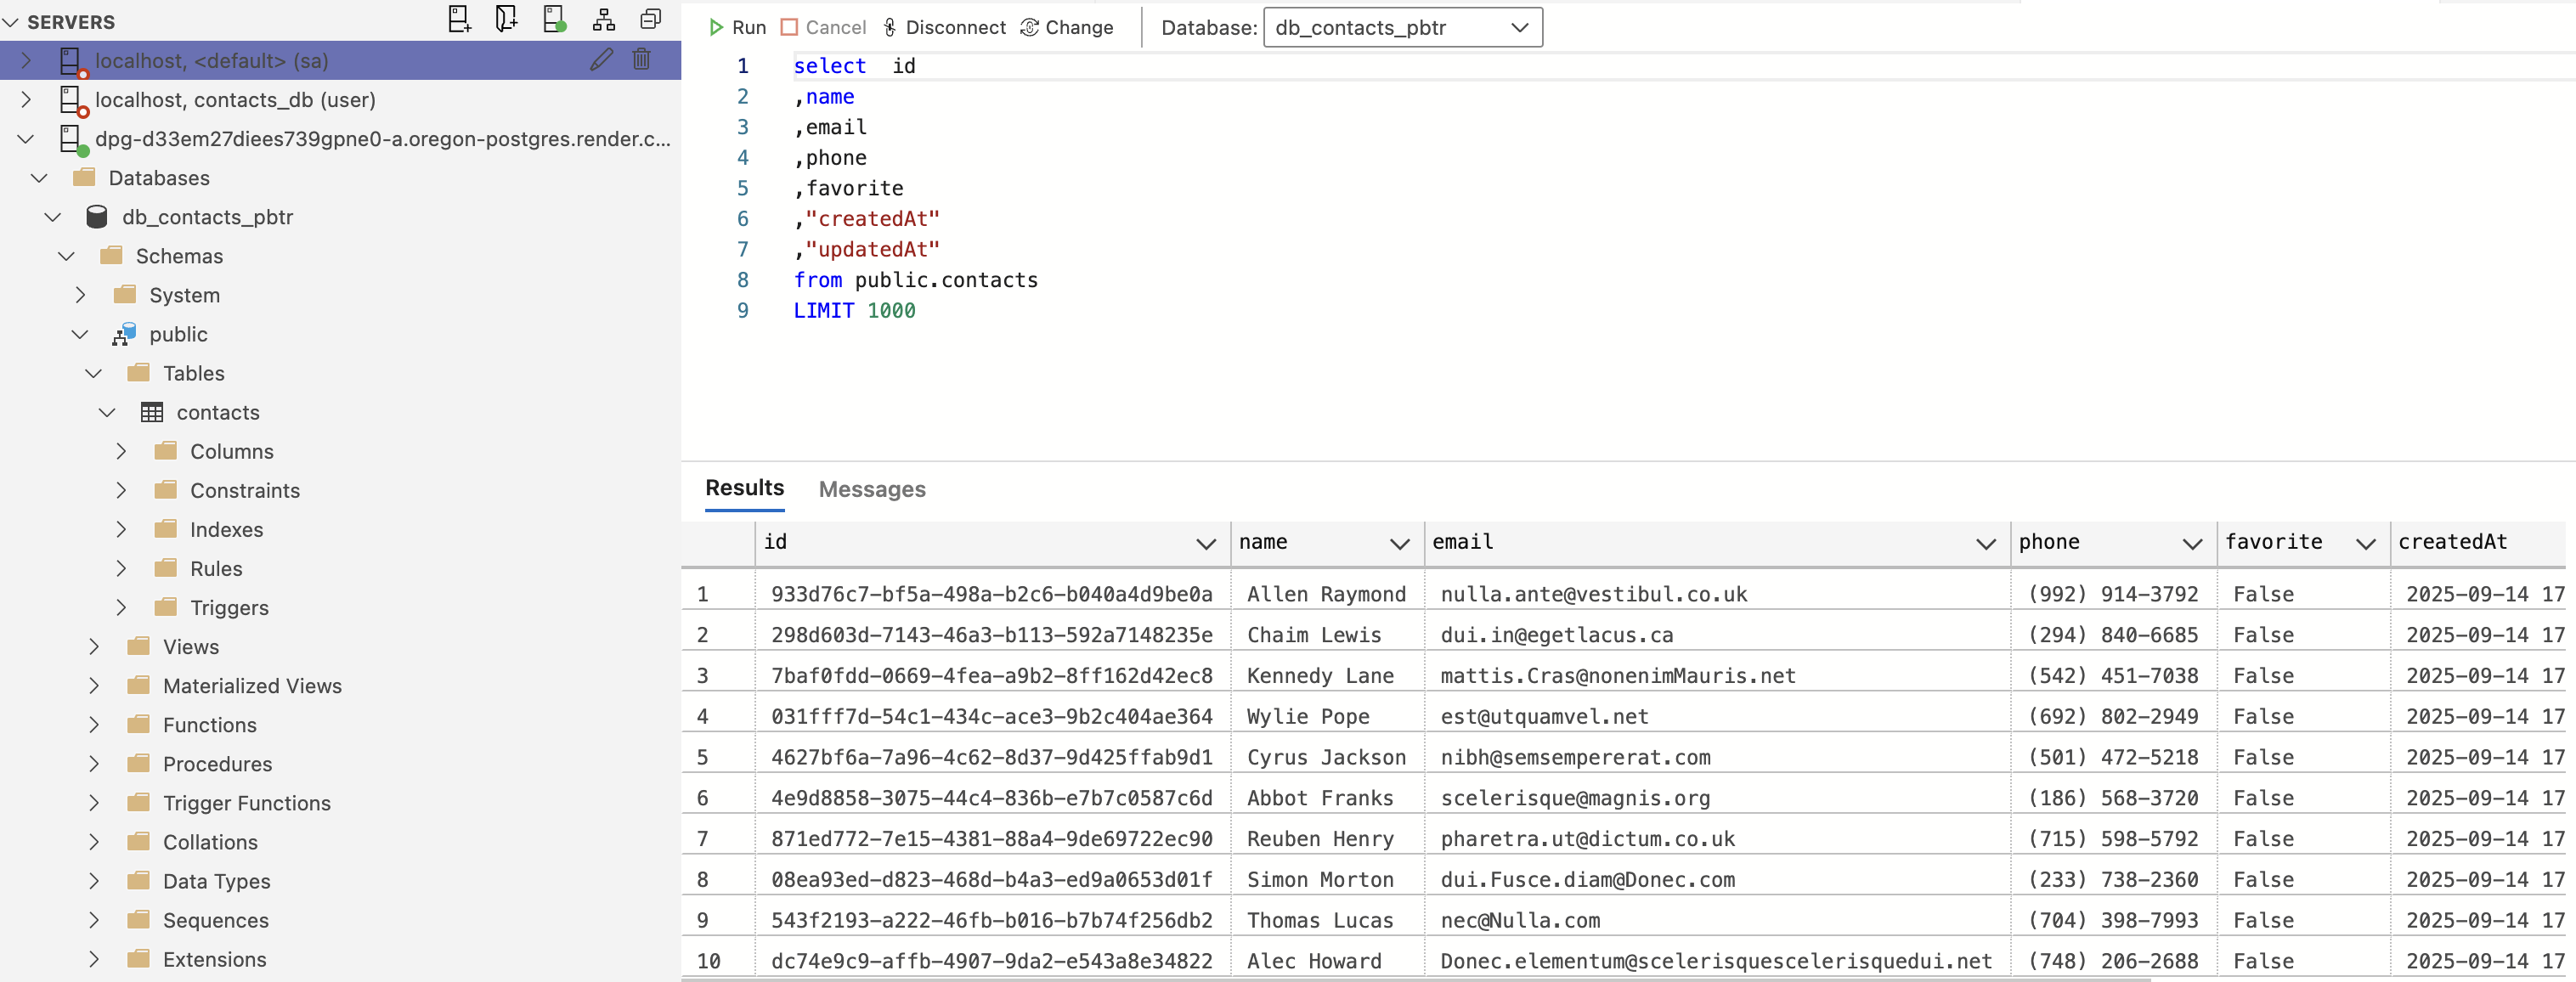 SERVERS
localhost, <default> (sa)
localhost, contacts_db (user)
dpg-d33em27diees739gpne0-a.oregon-postgres.render.c...
Databases
db_contacts_pbtr
Schemas
System
public
Tables
contacts
Columns
Constraints
Indexes
Rules
Triggers
Views
Materialized Views
Functions
Procedures
Trigger Functions
Collations
Data Types
Sequences
Extensions
Run Cancel Disconnect Change Database: db_contacts_pbtr
1 select  id
2 ,name
3 ,email
4 ,phone
5 ,favorite
6 ,"createdAt"
7 ,"updatedAt"
8 from public.contacts
9 LIMIT 1000
Results Messages
id name email phone favorite createdAt
1 933d76c7-bf5a-498a-b2c6-b040a4d9be0a Allen Raymond nulla.ante@vestibul.co.uk (992) 914-3792 False 2025-09-14 17
2 298d603d-7143-46a3-b113-592a7148235e Chaim Lewis dui.in@egetlacus.ca (294) 840-6685 False 2025-09-14 17
3 7baf0fdd-0669-4fea-a9b2-8ff162d42ec8 Kennedy Lane mattis.Cras@nonenimMauris.net (542) 451-7038 False 2025-09-14 17
4 031fff7d-54c1-434c-ace3-9b2c404ae364 Wylie Pope est@utquamvel.net (692) 802-2949 False 2025-09-14 17
5 4627bf6a-7a96-4c62-8d37-9d425ffab9d1 Cyrus Jackson nibh@semsempererat.com (501) 472-5218 False 2025-09-14 17
6 4e9d8858-3075-44c4-836b-e7b7c0587c6d Abbot Franks scelerisque@magnis.org (186) 568-3720 False 2025-09-14 17
7 871ed772-7e15-4381-88a4-9de69722ec90 Reuben Henry pharetra.ut@dictum.co.uk (715) 598-5792 False 2025-09-14 17
8 08ea93ed-d823-468d-b4a3-ed9a0653d01f Simon Morton dui.Fusce.diam@Donec.com (233) 738-2360 False 2025-09-14 17
9 543f2193-a222-46fb-b016-b7b74f256db2 Thomas Lucas nec@Nulla.com (704) 398-7993 False 2025-09-14 17
10 dc74e9c9-affb-4907-9da2-e543a8e34822 Alec Howard Donec.elementum@scelerisquescelerisquedui.net (748) 206-2688 False 2025-09-14 17